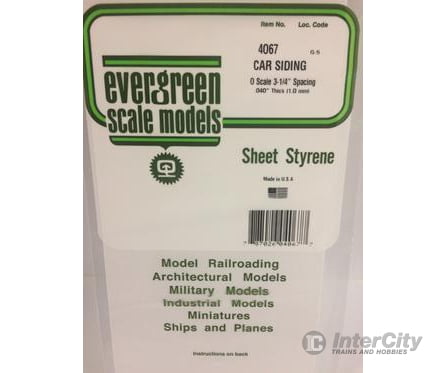 Item No. Loc. Code
4067 G-5
CAR SIDING
O Scale 3-1/4" Spacing
.040" Thick (1.0 mm)
evergreen
scale models
Sheet Styrene
Made in U.S.A
Model Railroading
Architectural Models
Military Models
Industrial Models
Miniatures
Ships and Planes
Instructions on back
IC InterCity
TRAINS AND HOBBIES